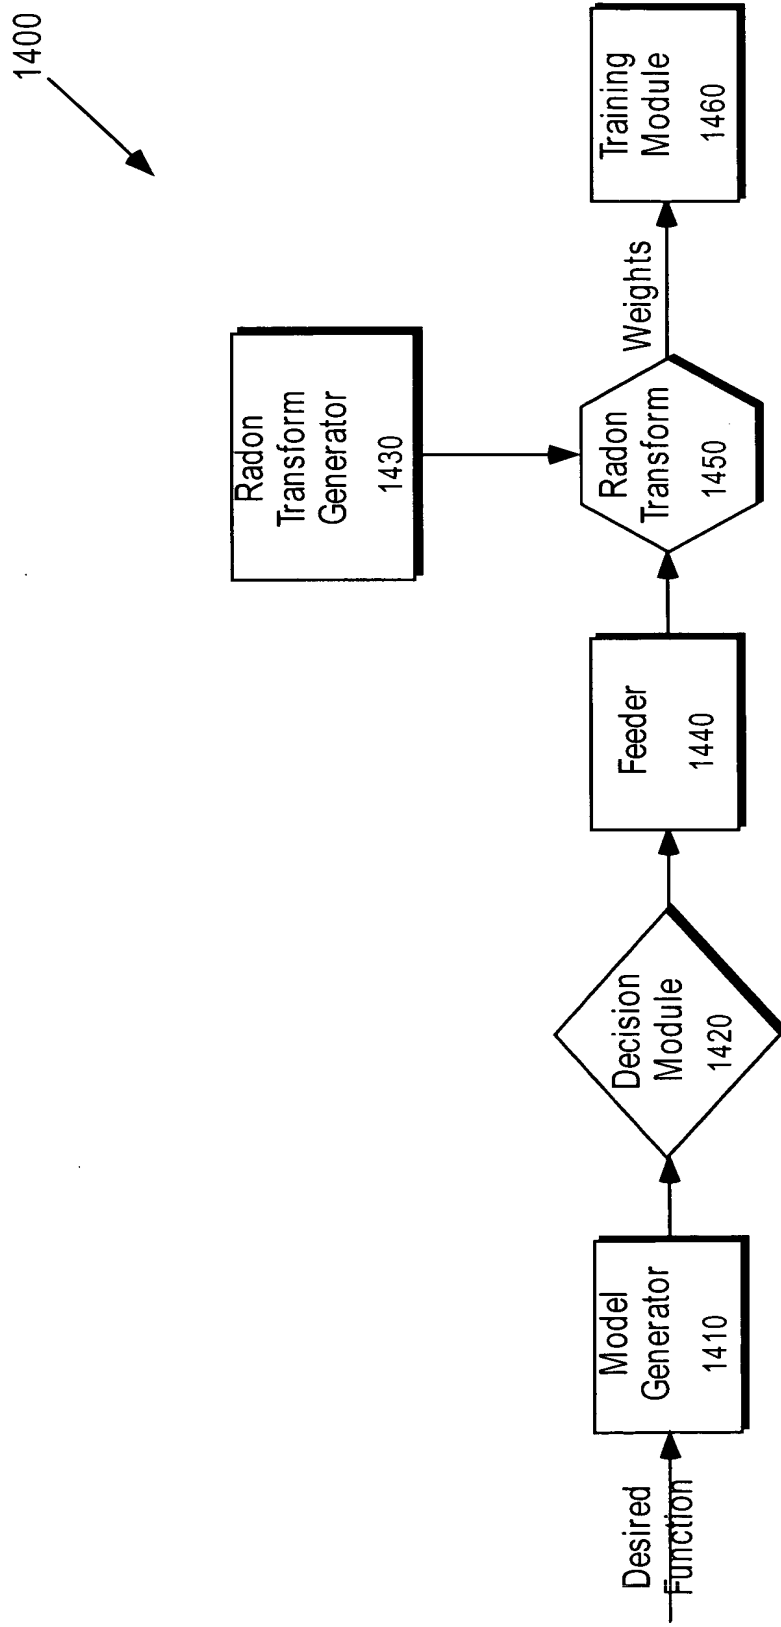 1400
Radon
Transform
Generator
1430
Desired
Function
Model
Generator
1410
Decision
Module
1420
Feeder
1440
Radon
Transform
1450
Weights
Training
Module
1460